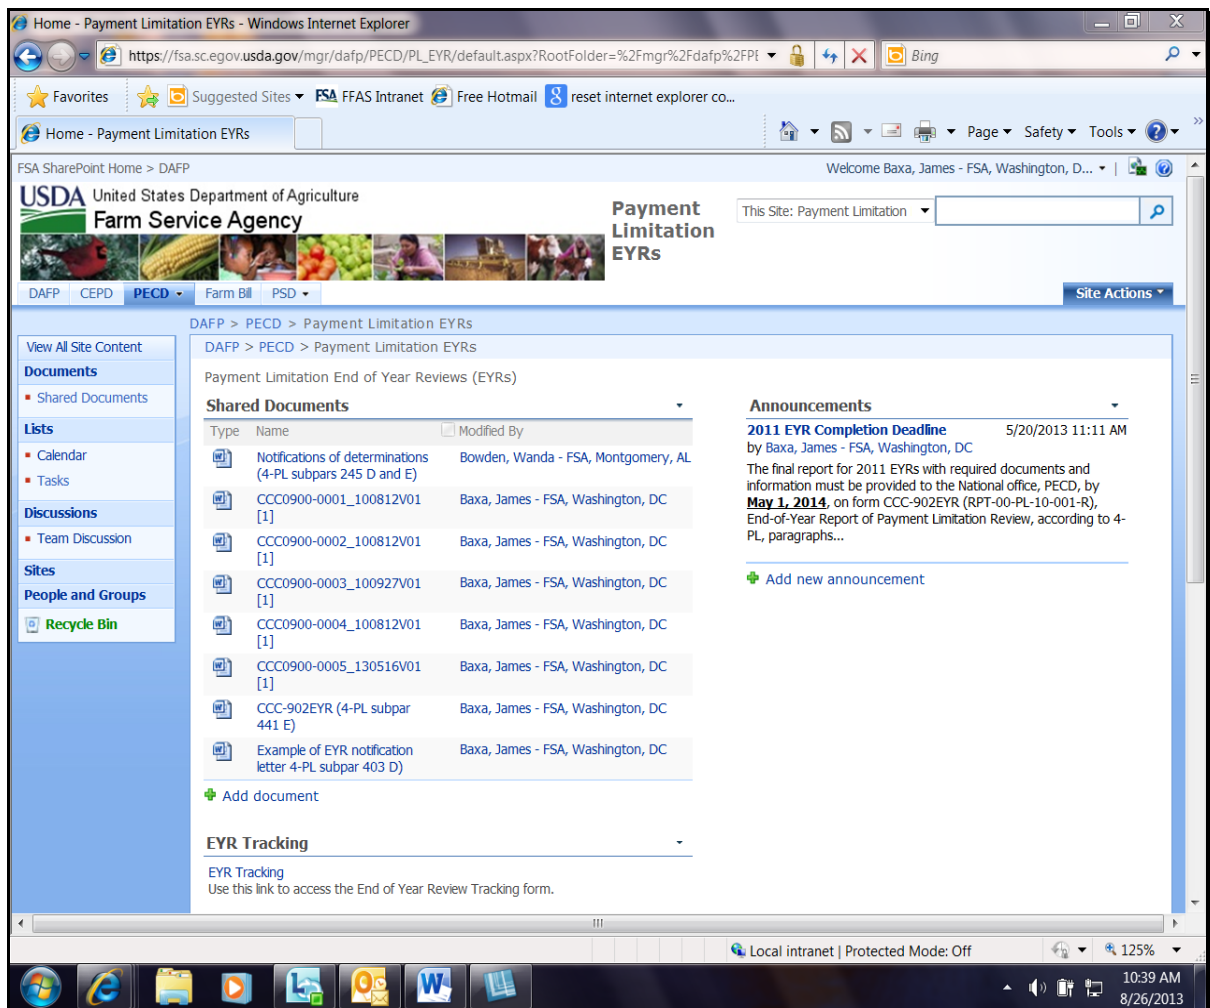 Home - Payment Limitation EYRs - Windows Internet Explorer
https://fsa.sc.egov.usda.gov/mgr/dafp/PECD/PL_EYR/default.aspx?RootFolder=%2Fmgr%2Fdafp%2FPE
Bing
Favorites Suggested Sites FSA FFAS Intranet Free Hotmail 8 reset internet explorer co...
Home - Payment Limitation EYRs
Page Safety Tools
FSA SharePoint Home > DAFP
Welcome Baxa, James - FSA, Washington, D... |
USDA United States Department of Agriculture
Farm Service Agency
Payment
Limitation
EYRs
This Site: Payment Limitation
DAFP CEPD PECD Farm Bill PSD
Site Actions
DAFP > PECD > Payment Limitation EYRs
View All Site Content
Documents
Shared Documents
Lists
Calendar
Tasks
Discussions
Team Discussion
Sites
People and Groups
Recycle Bin
DAFP > PECD > Payment Limitation EYRs
Payment Limitation End of Year Reviews (EYRs)
Shared Documents
Type Name Modified By
Notifications of determinations Bowden, Wanda - FSA, Montgomery, AL
(4-PL subpars 245 D and E)
CCC0900-0001_100812V01 Baxa, James - FSA, Washington, DC
[1]
CCC0900-0002_100812V01 Baxa, James - FSA, Washington, DC
[1]
CCC0900-0003_100927V01 Baxa, James - FSA, Washington, DC
[1]
CCC0900-0004_100812V01 Baxa, James - FSA, Washington, DC
[1]
CCC0900-0005_130516V01 Baxa, James - FSA, Washington, DC
[1]
CCC-902EYR (4-PL subpar Baxa, James - FSA, Washington, DC
441 E)
Example of EYR notification Baxa, James - FSA, Washington, DC
letter 4-PL subpar 403 D)
Add document
EYR Tracking
EYR Tracking
Use this link to access the End of Year Review Tracking form.
Announcements
2011 EYR Completion Deadline 5/20/2013 11:11 AM
by Baxa, James - FSA, Washington, DC
The final report for 2011 EYRs with required documents and
information must be provided to the National office, PECD, by
May 1, 2014, on form CCC-902EYR (RPT-00-PL-10-001-R),
End-of-Year Report of Payment Limitation Review, according to 4-
PL, paragraphs...
Add new announcement
Local intranet | Protected Mode: Off
125%
10:39 AM
8/26/2013